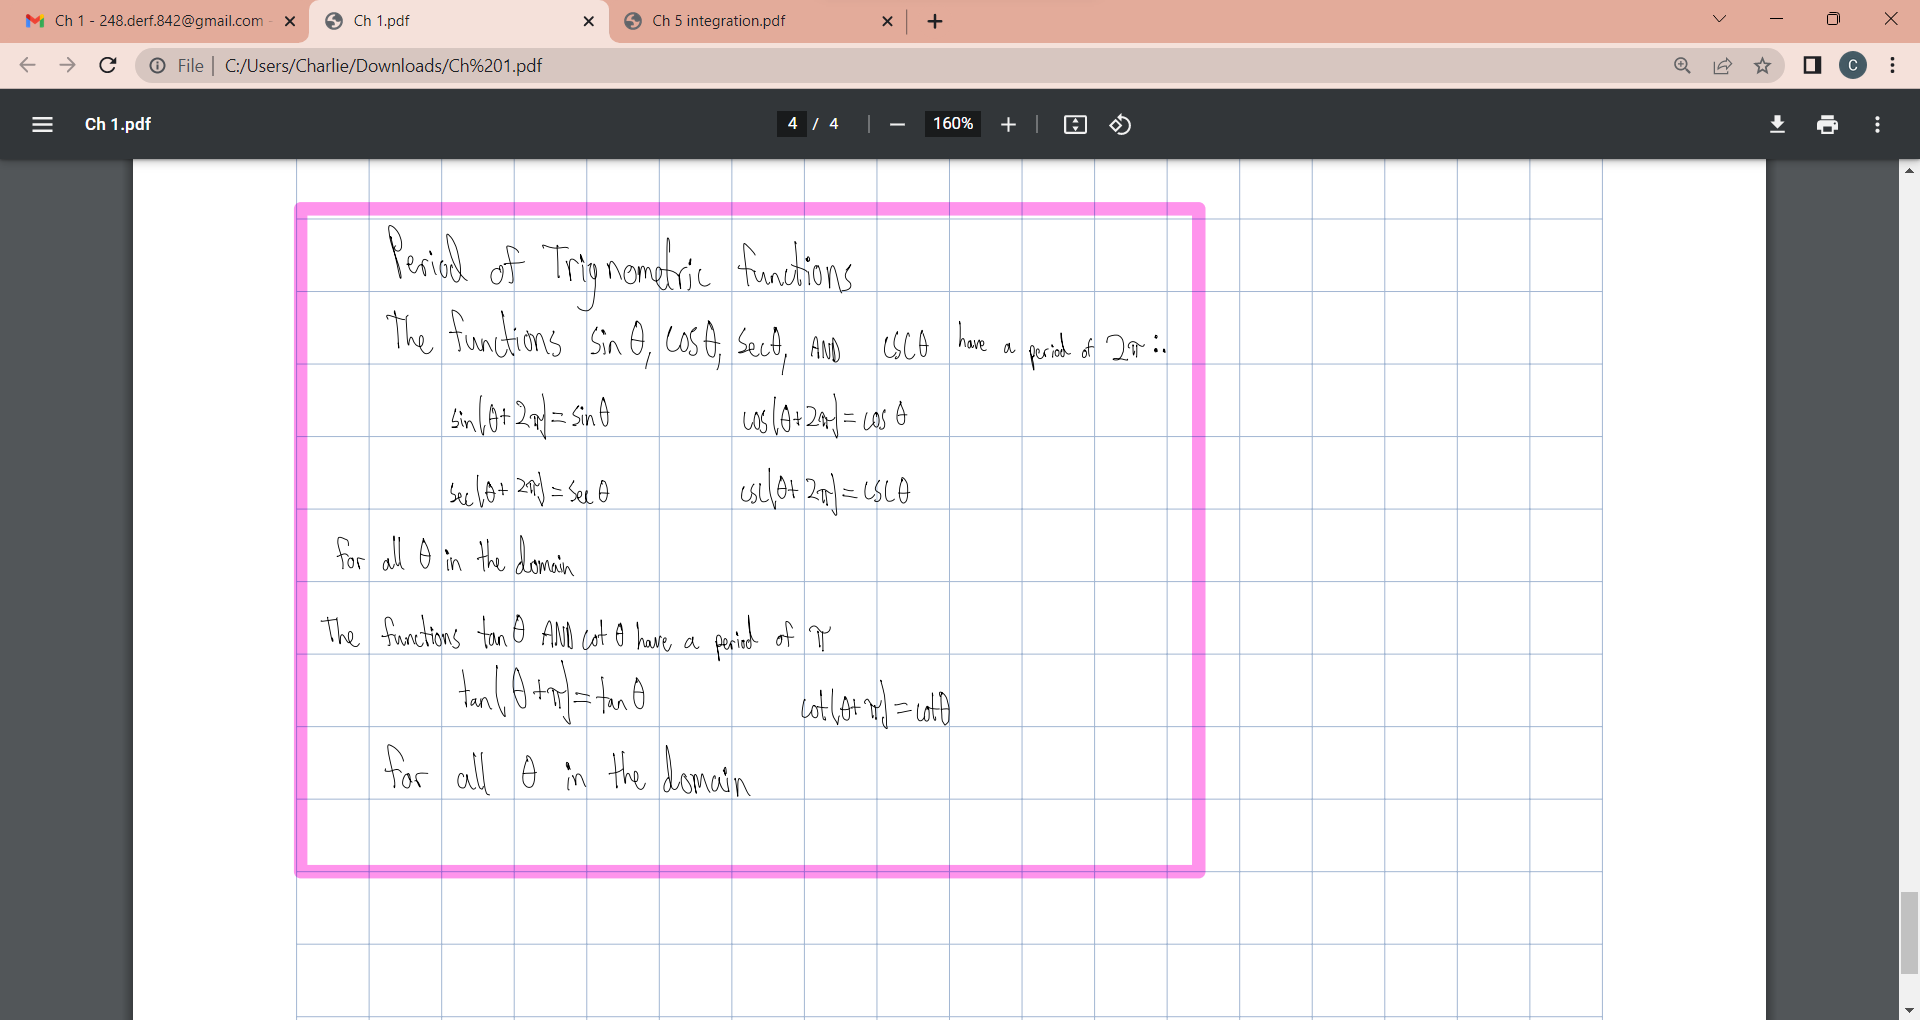 Ch 1 - 248.derf.842@gmail.com -
Ch 1.pdf
Ch 5 integration.pdf
File | C:/Users/Charlie/Downloads/Ch%201.pdf
C
Ch 1.pdf
4 / 4
160%
Period of Trignometric functions
The functions sin θ, cos θ, sec θ, AND csc θ have a period of 2π ∴
sin(θ+2π)=sin θ cos(θ+2π)=cos θ
sec(θ+2π)=sec θ csc(θ+2π)=csc θ
for all θ in the domain
The functions tan θ AND cot θ have a period of π
tan(θ+π)=tan θ cot(θ+π)=cot θ
for all θ in the domain